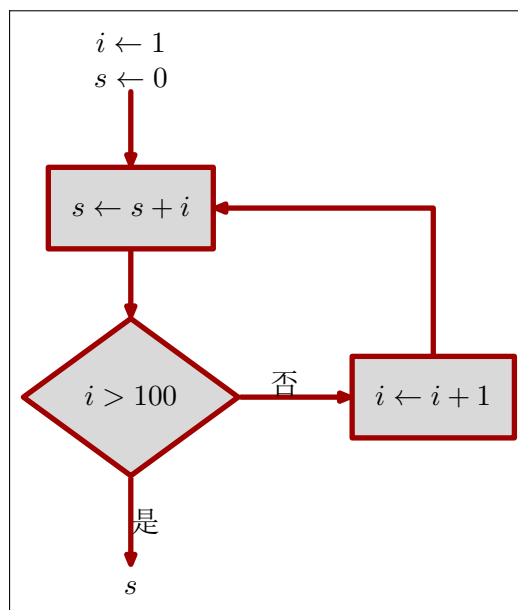 i ← 1
s ← 0
s ← s + i
i > 100
否
i ← i + 1
是
s